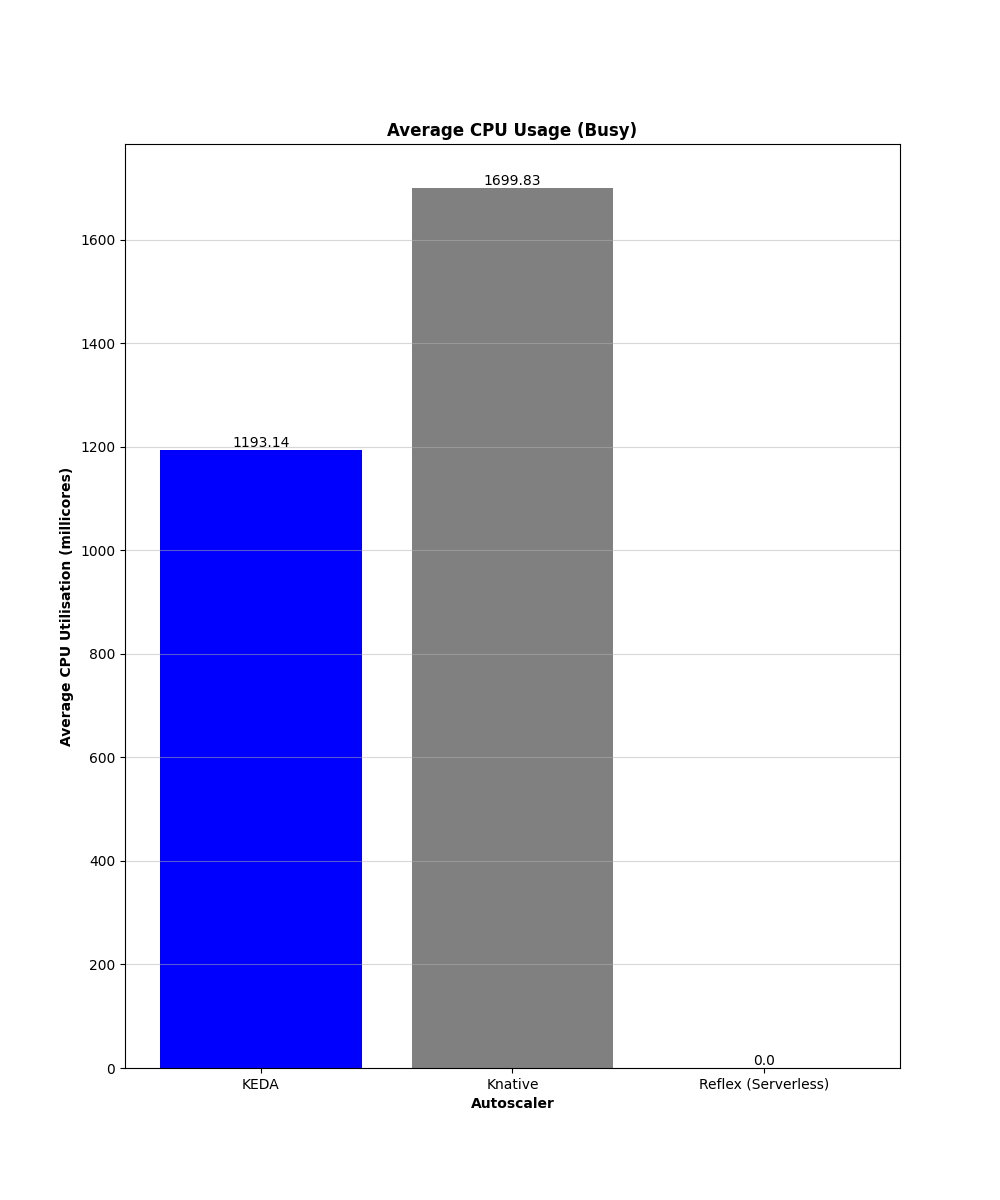 Average CPU Usage (Busy)
1699.83
1600
1400
1193.14
1200
1000
800
600
400
200
0.0
0
Average CPU Utilisation (millicores)
KEDA
Knative
Reflex (Serverless)
Autoscaler